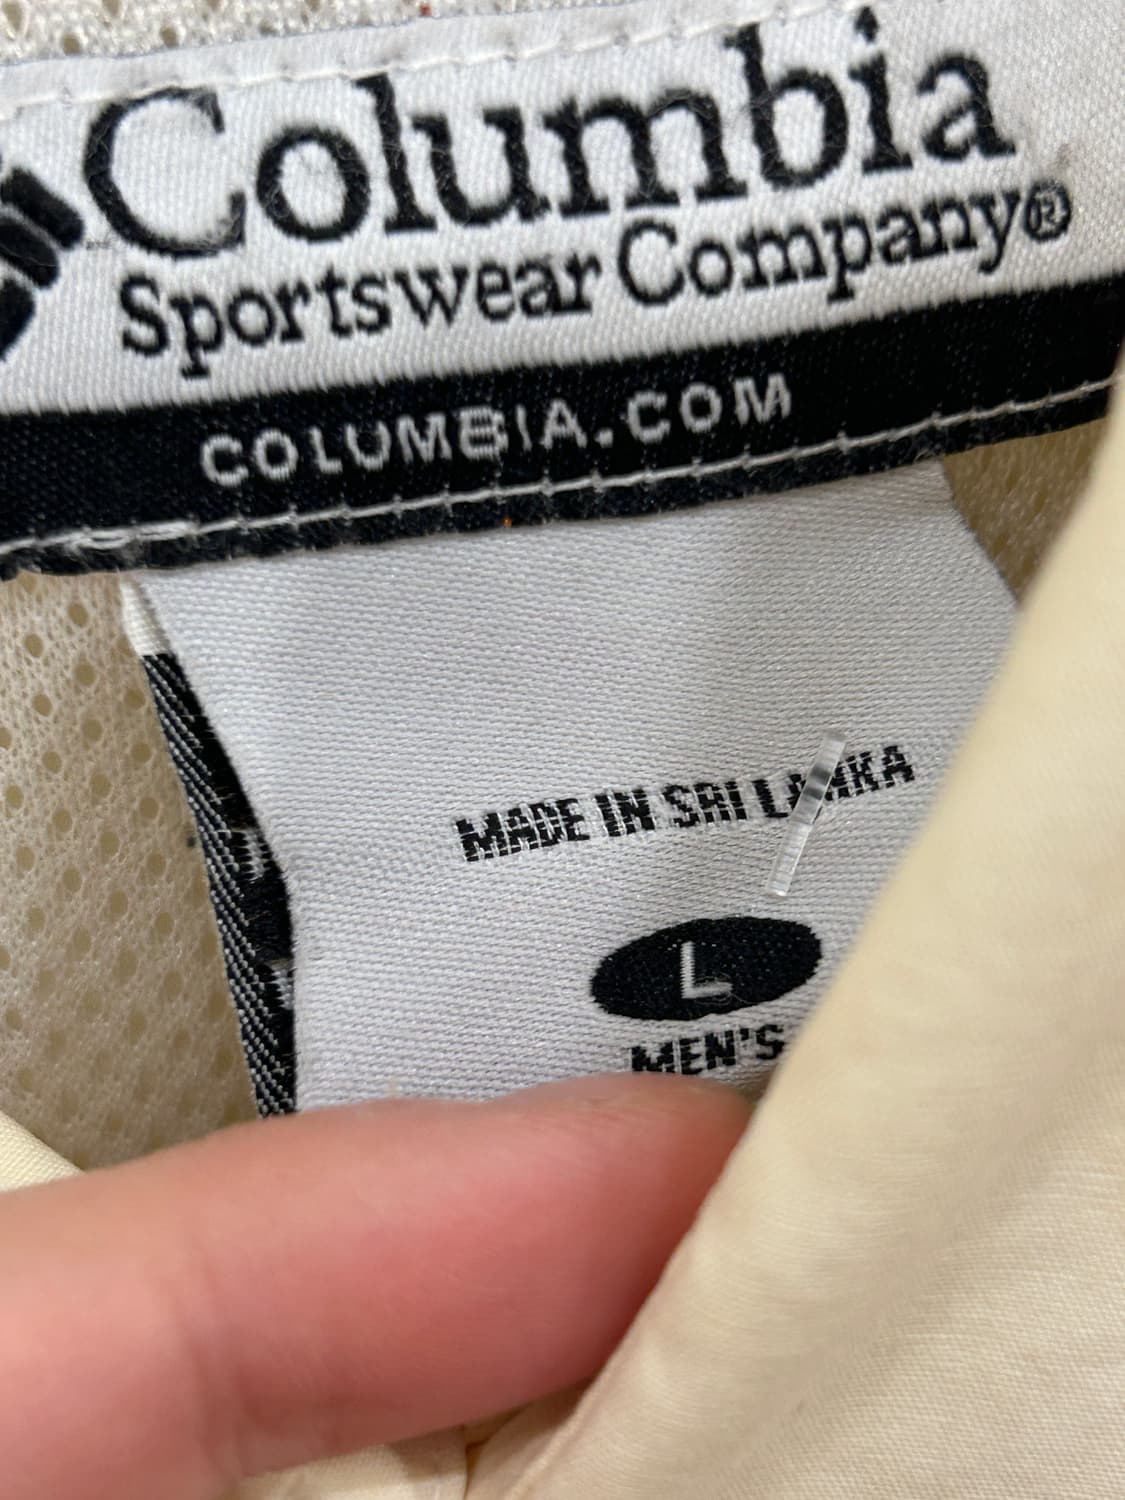 Columbia
Sportswear Company®
COLUMBIA.COM
MADE IN SRI LANKA
L
MEN'S